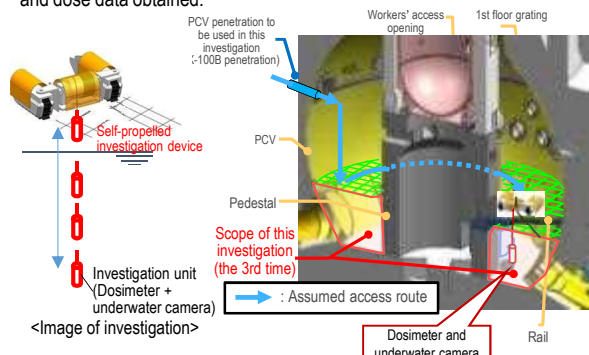 and dose data obtained.
PCV penetration to
be used in this
investigation
X-100B penetration)
Workers' access
opening
1st floor grating
Self-propelled
investigation device
PCV
Pedestal
Scope of this
investigation
(the 3rd time)
Investigation unit
(Dosimeter +
underwater camera)
<Image of investigation>
: Assumed access route
Dosimeter and
underwater camera
Rail